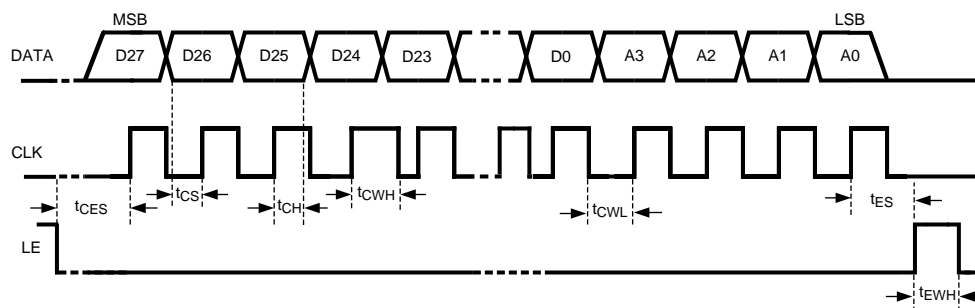 MSB LSB
DATA D27 D26 D25 D24 D23 D0 A3 A2 A1 A0
CLK
tCES tCS tCH tCWH tCWL tES
LE
tEWH